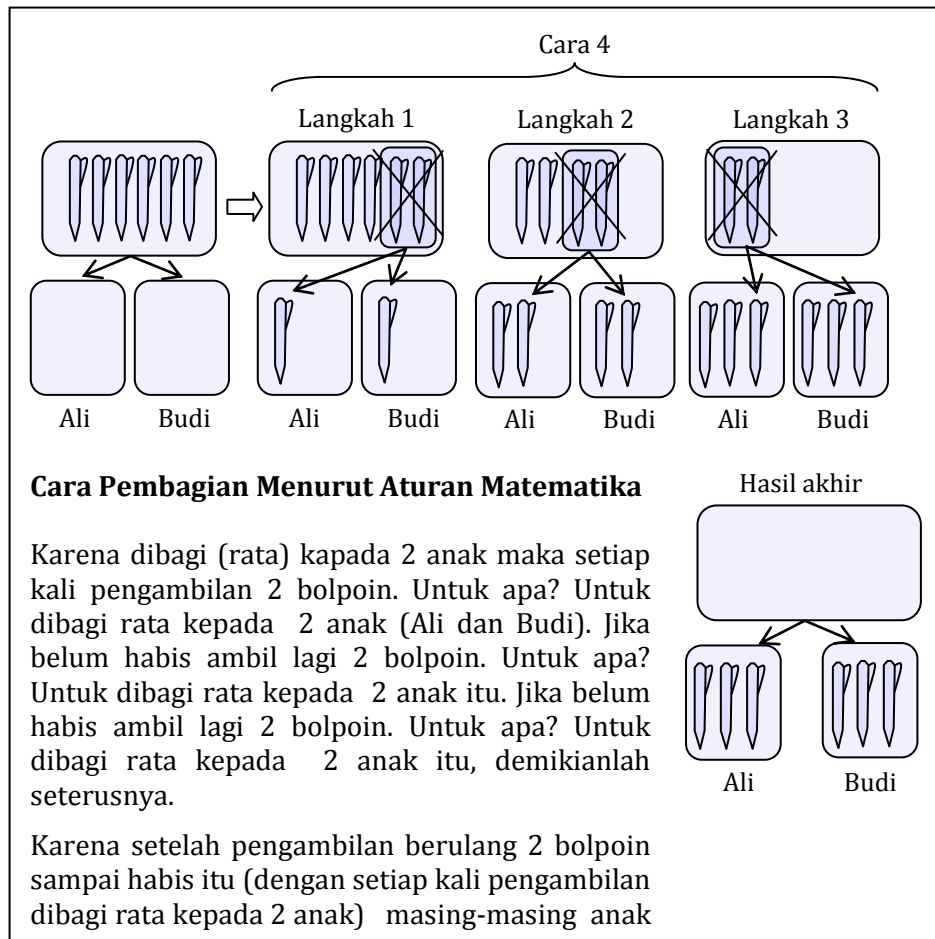 Cara 4
Langkah 1 Langkah 2 Langkah 3
Ali Budi Ali Budi Ali Budi Ali Budi
Cara Pembagian Menurut Aturan Matematika
Hasil akhir
Karena dibagi (rata) kapada 2 anak maka setiap
kali pengambilan 2 bolpoin. Untuk apa? Untuk
dibagi rata kepada 2 anak (Ali dan Budi). Jika
belum habis ambil lagi 2 bolpoin. Untuk apa?
Untuk dibagi rata kepada 2 anak itu. Jika belum
habis ambil lagi 2 bolpoin. Untuk apa? Untuk
dibagi rata kepada 2 anak itu, demikianlah
seterusnya.
Ali Budi
Karena setelah pengambilan berulang 2 bolpoin
sampai habis itu (dengan setiap kali pengambilan
dibagi rata kepada 2 anak) masing-masing anak